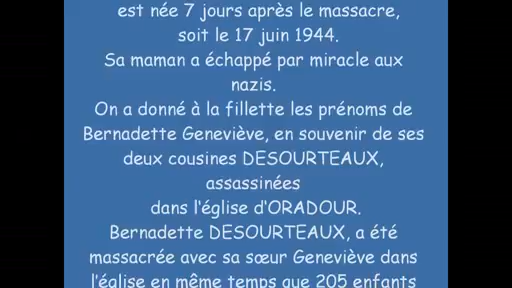 est née 7 jours après le massacre,
soit le 17 juin 1944.
Sa maman a échappé par miracle aux
nazis.
On a donné à la fillette les prénoms de
Bernadette Geneviève, en souvenir de ses
deux cousines DESOURTEAUX,
assassinées
dans l'église d'ORADOUR.
Bernadette DESOURTEAUX, a été
massacrée avec sa sœur Geneviève dans
l'église en même temps que 205 enfants